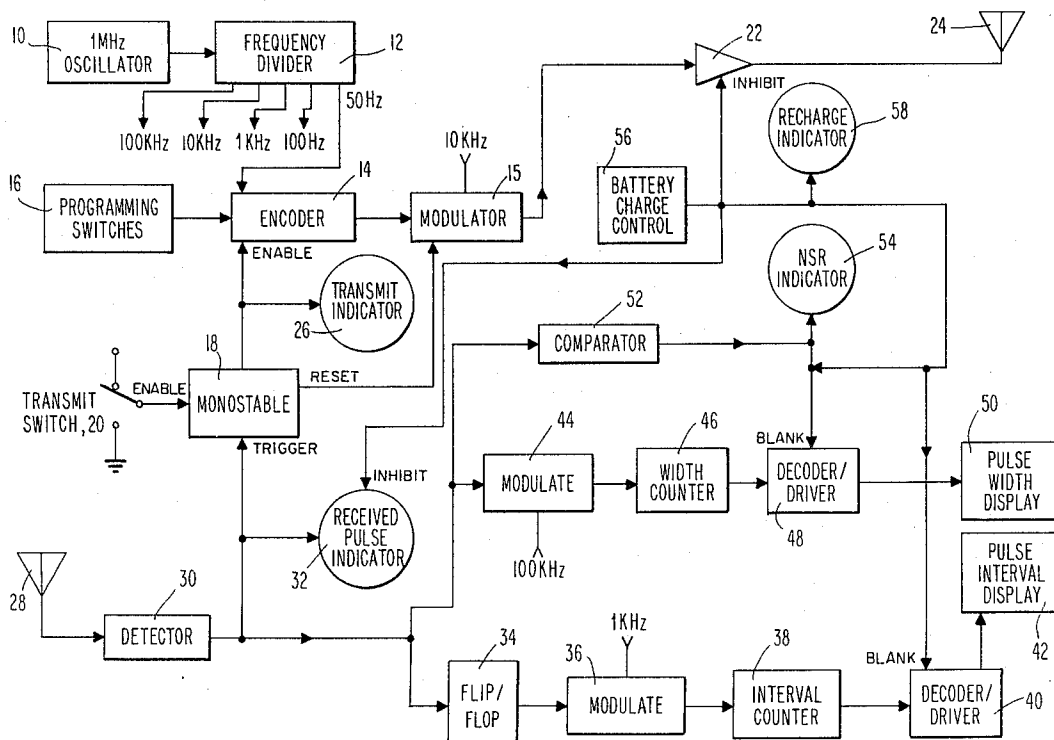 10
1MHz
OSCILLATOR
FREQUENCY
DIVIDER
12
22
24
INHIBIT
50Hz
100KHz
10KHz
1KHz
100Hz
RECHARGE
INDICATOR
58
16
PROGRAMMING
SWITCHES
14
ENCODER
10KHz
15
MODULATOR
56
BATTERY
CHARGE
CONTROL
ENABLE
TRANSMIT
INDICATOR
26
NSR
INDICATOR
54
52
COMPARATOR
18
MONOSTABLE
RESET
ENABLE
TRANSMIT
SWITCH,20
TRIGGER
INHIBIT
RECEIVED
PULSE
INDICATOR
32
44
MODULATE
100KHz
46
WIDTH
COUNTER
BLANK
DECODER/
DRIVER
48
50
PULSE
WIDTH
DISPLAY
PULSE
INTERVAL
DISPLAY
42
28
30
DETECTOR
34
FLIP/
FLOP
1KHz
36
MODULATE
38
INTERVAL
COUNTER
BLANK
DECODER/
DRIVER
40